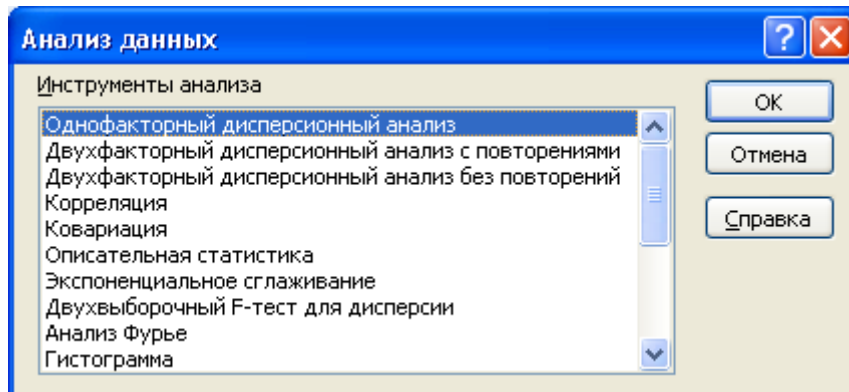 Анализ данных
Инструменты анализа
Однофакторный дисперсионный анализ
Двухфакторный дисперсионный анализ с повторениями
Двухфакторный дисперсионный анализ без повторений
Корреляция
Ковариация
Описательная статистика
Экспоненциальное сглаживание
Двухвыборочный F-тест для дисперсии
Анализ Фурье
Гистограмма
OK
Отмена
Справка